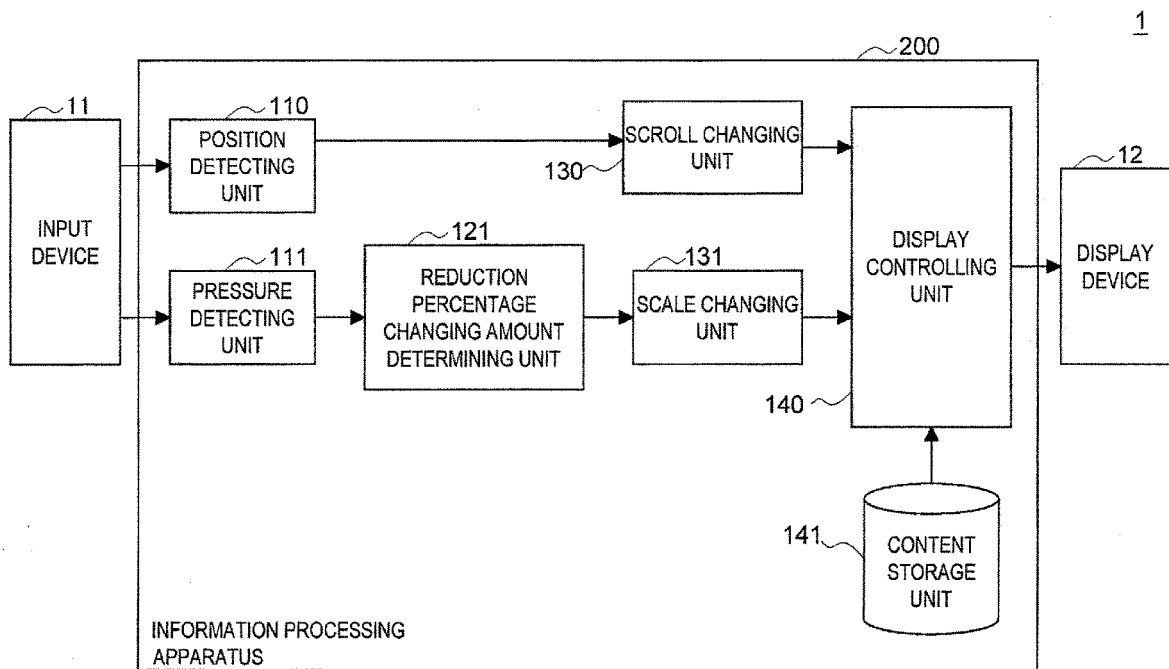 1
200
11
110
POSITION
DETECTING
UNIT
SCROLL CHANGING
UNIT
130
12
INPUT
DEVICE
DISPLAY
CONTROLLING
UNIT
DISPLAY
DEVICE
111
PRESSURE
DETECTING
UNIT
121
REDUCTION
PERCENTAGE
CHANGING AMOUNT
DETERMINING UNIT
131
SCALE CHANGING
UNIT
140
141
CONTENT
STORAGE
UNIT
INFORMATION PROCESSING
APPARATUS